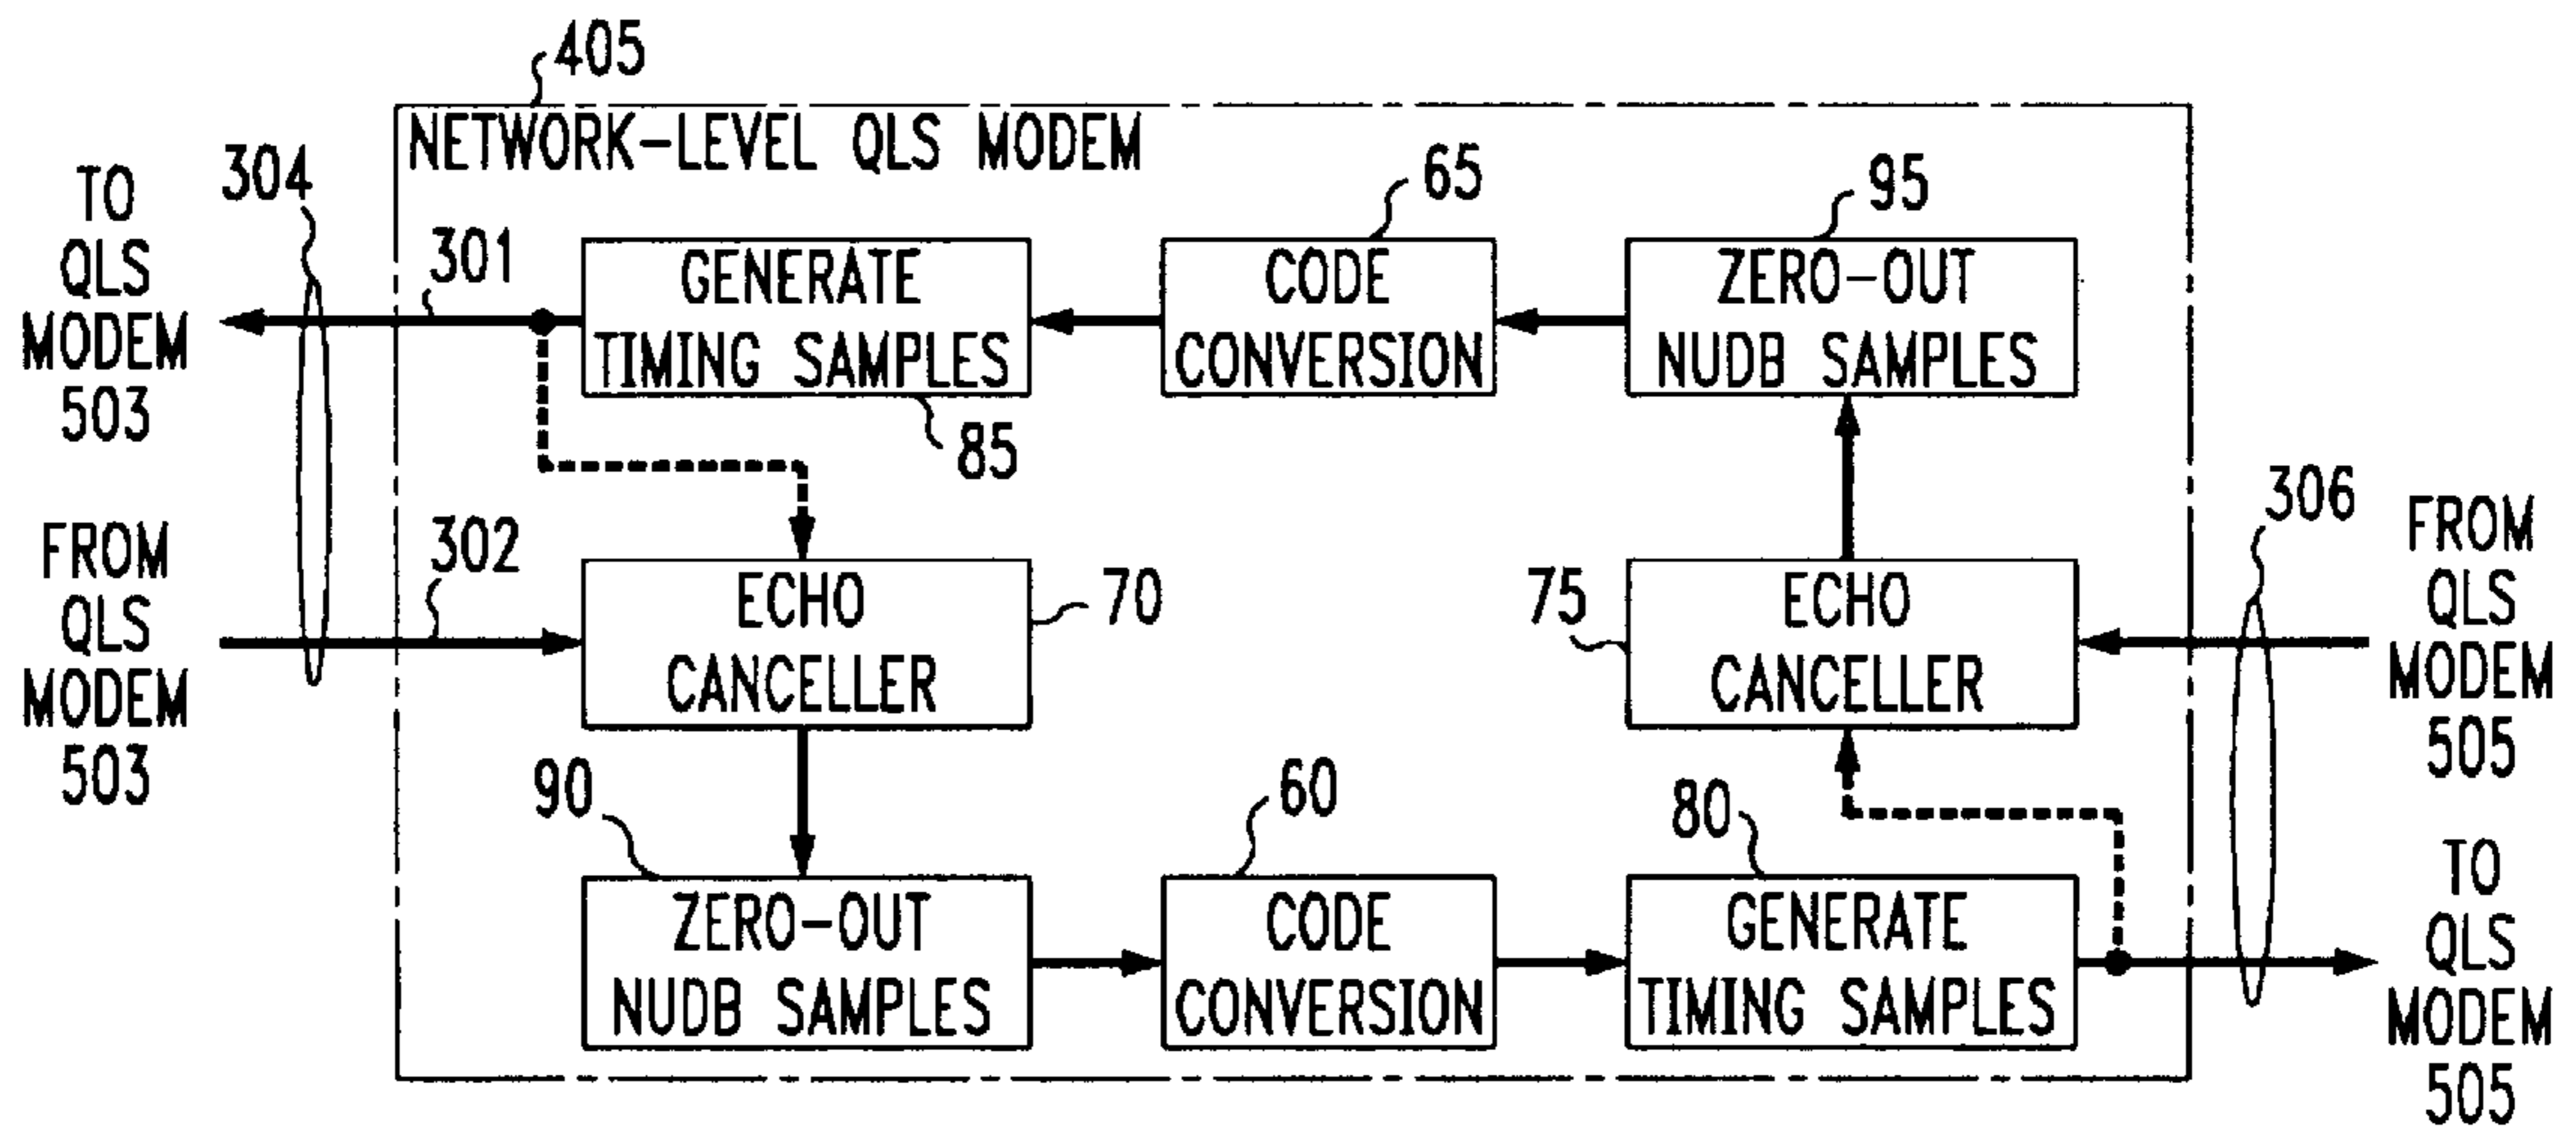 405
NETWORK-LEVEL QLS MODEM
304
TO
QLS
MODEM
503
301
GENERATE
TIMING SAMPLES
85
65
CODE
CONVERSION
95
ZERO-OUT
NUDB SAMPLES
FROM
QLS
MODEM
503
302
ECHO
CANCELLER
70
75
ECHO
CANCELLER
306
FROM
QLS
MODEM
505
90
ZERO-OUT
NUDB SAMPLES
60
CODE
CONVERSION
80
GENERATE
TIMING SAMPLES
TO
QLS
MODEM
505